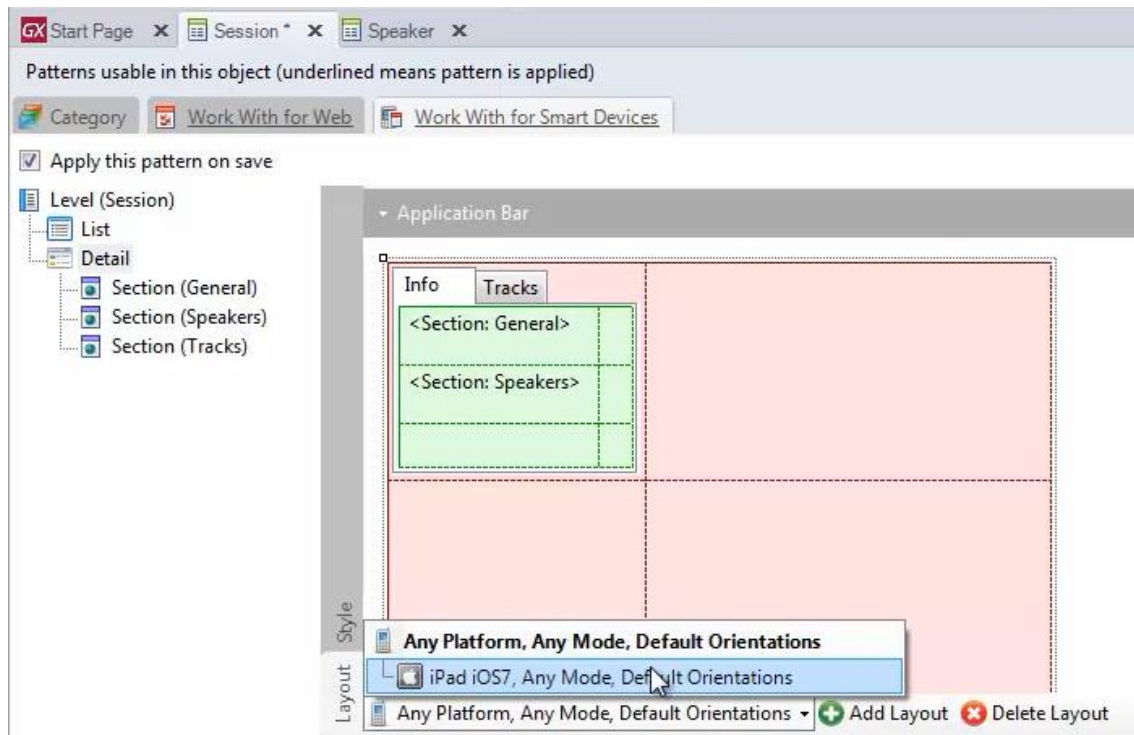 GX Start Page Session * Speaker
Patterns usable in this object (underlined means pattern is applied)
Category Work With for Web Work With for Smart Devices
Apply this pattern on save
Level (Session)
List
Detail
Section (General)
Section (Speakers)
Section (Tracks)
Application Bar
Info Tracks
<Section: General>
<Section: Speakers>
Style
Layout
Any Platform, Any Mode, Default Orientations
iPad iOS7, Any Mode, Default Orientations
Any Platform, Any Mode, Default Orientations Add Layout Delete Layout